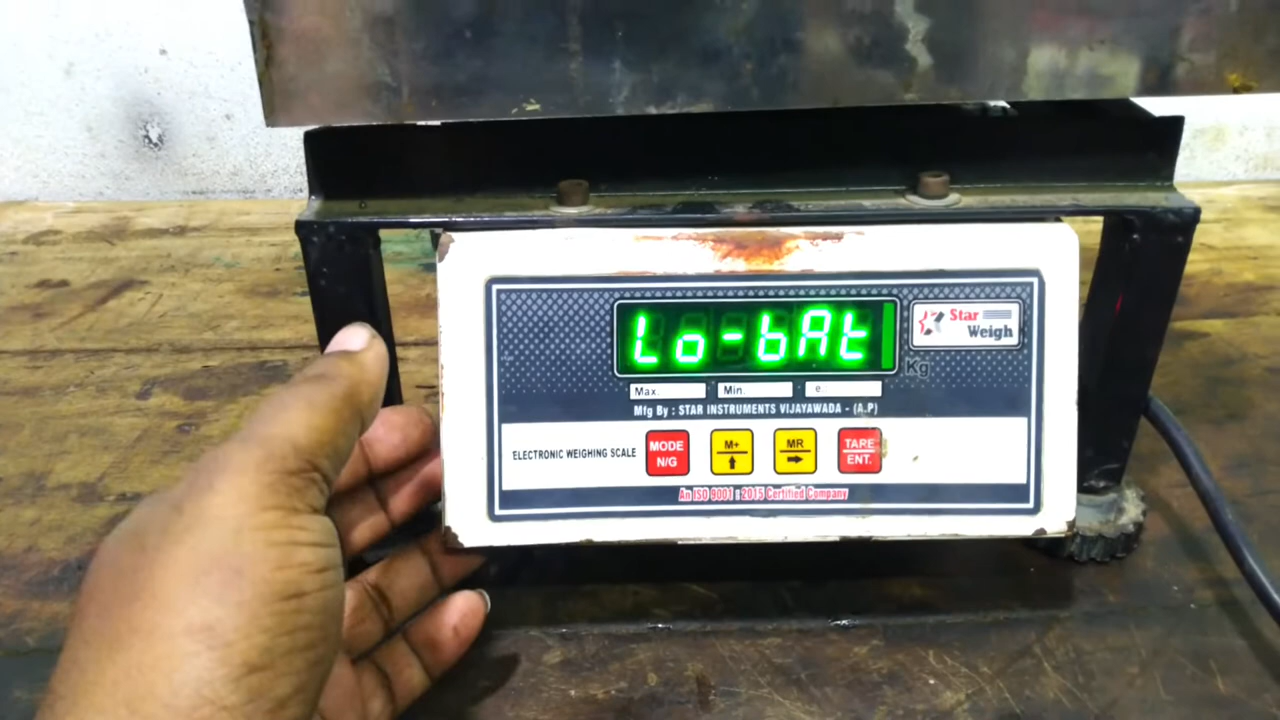 Lo-bAt
Star
Weigh
Kg
Max.
Min.
e.
Mfg By : STAR INSTRUMENTS VIJAYAWADA - (A.P)
ELECTRONIC WEIGHING SCALE
MODE
N/G
M+
MR
TARE
ENT.
An ISO 9001 : 2015 Certified Company